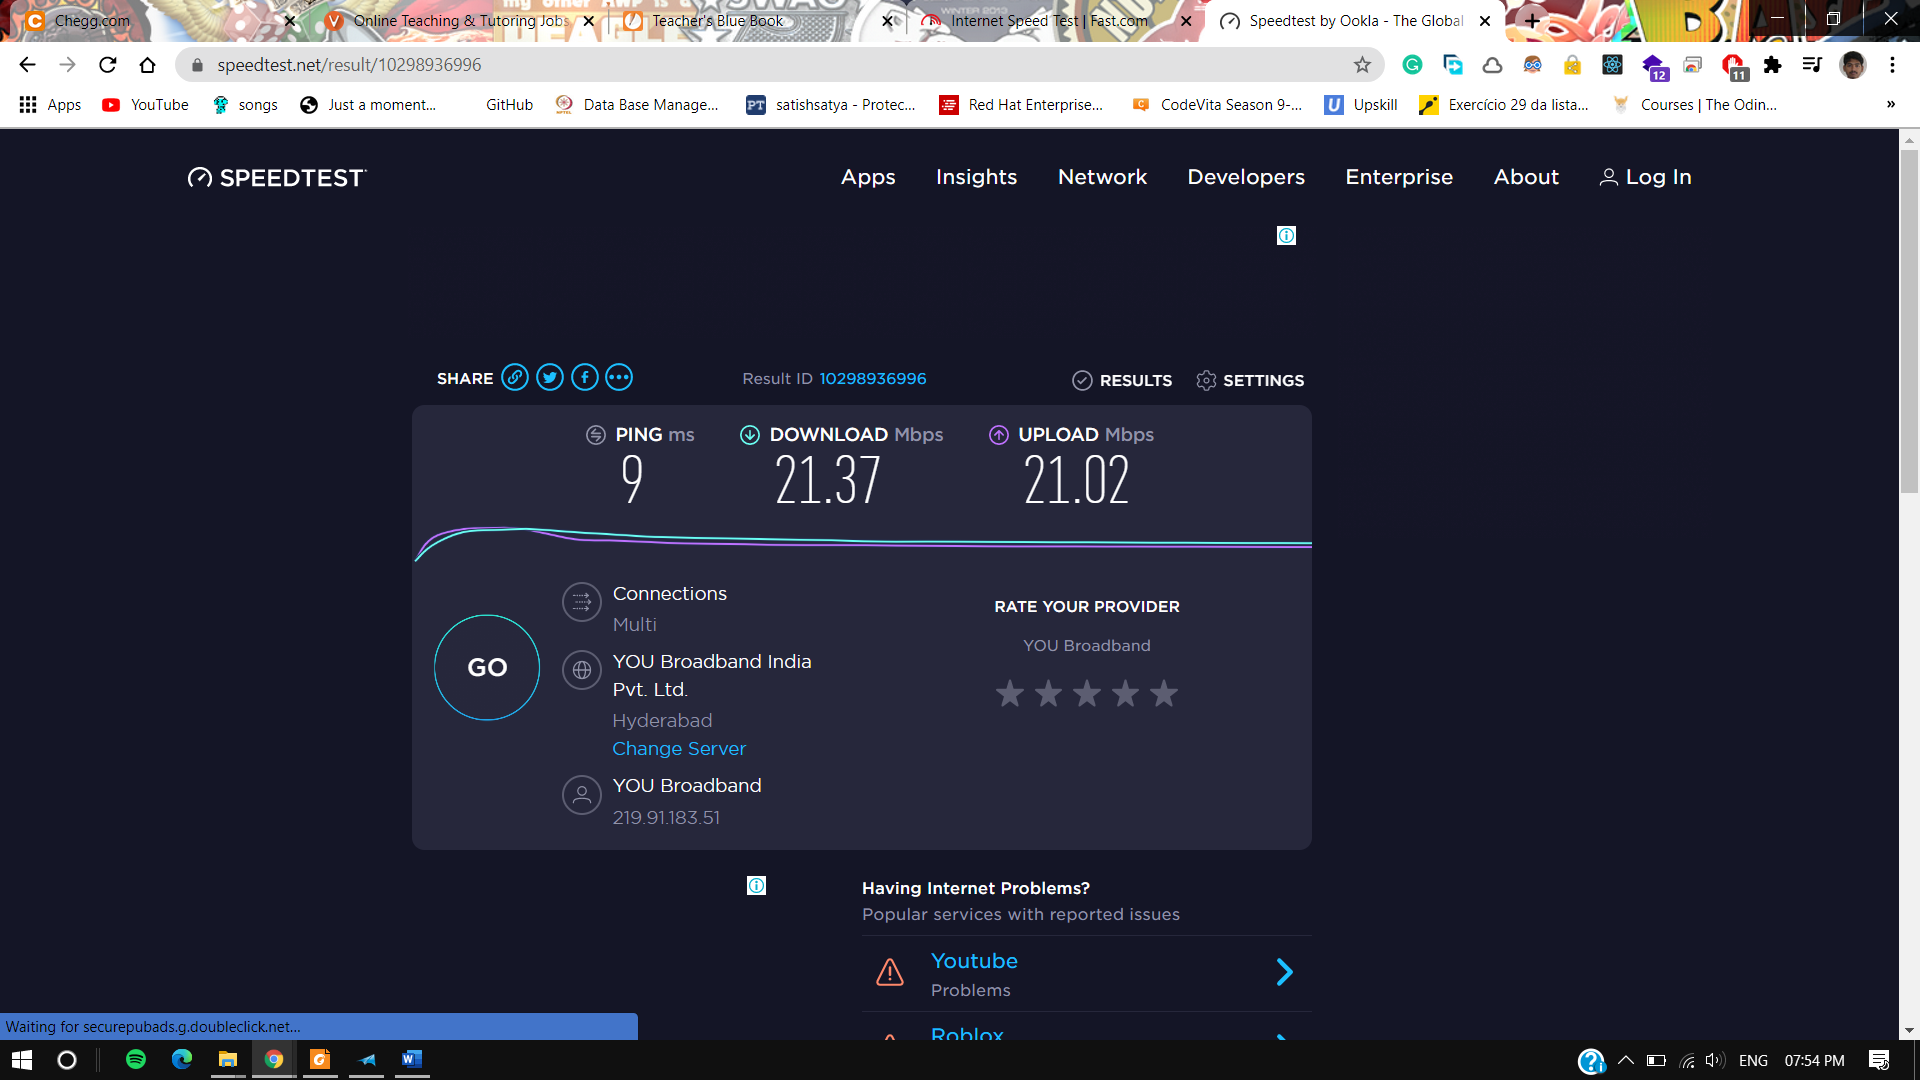 Chegg.com
Online Teaching & Tutoring Jobs
Teacher's Blue Book
Internet Speed Test | Fast.com
Speedtest by Ookla - The Global
speedtest.net/result/10298936996
12
11
Apps
YouTube
songs
Just a moment...
GitHub
Data Base Manage...
PT
satishsatya - Protec...
Red Hat Enterprise...
CodeVita Season 9-...
U
Upskill
Exercício 29 da lista...
Courses | The Odin...
»
SPEEDTEST
Apps
Insights
Network
Developers
Enterprise
About
Log In
SHARE
Result ID 10298936996
RESULTS
SETTINGS
PING ms
DOWNLOAD Mbps
UPLOAD Mbps
9
21.37
21.02
GO
Connections
Multi
YOU Broadband India
Pvt. Ltd.
Hyderabad
Change Server
YOU Broadband
219.91.183.51
RATE YOUR PROVIDER
YOU Broadband
Having Internet Problems?
Popular services with reported issues
Youtube
Problems
Roblox
Waiting for securepubads.g.doubleclick.net...
ENG
07:54 PM